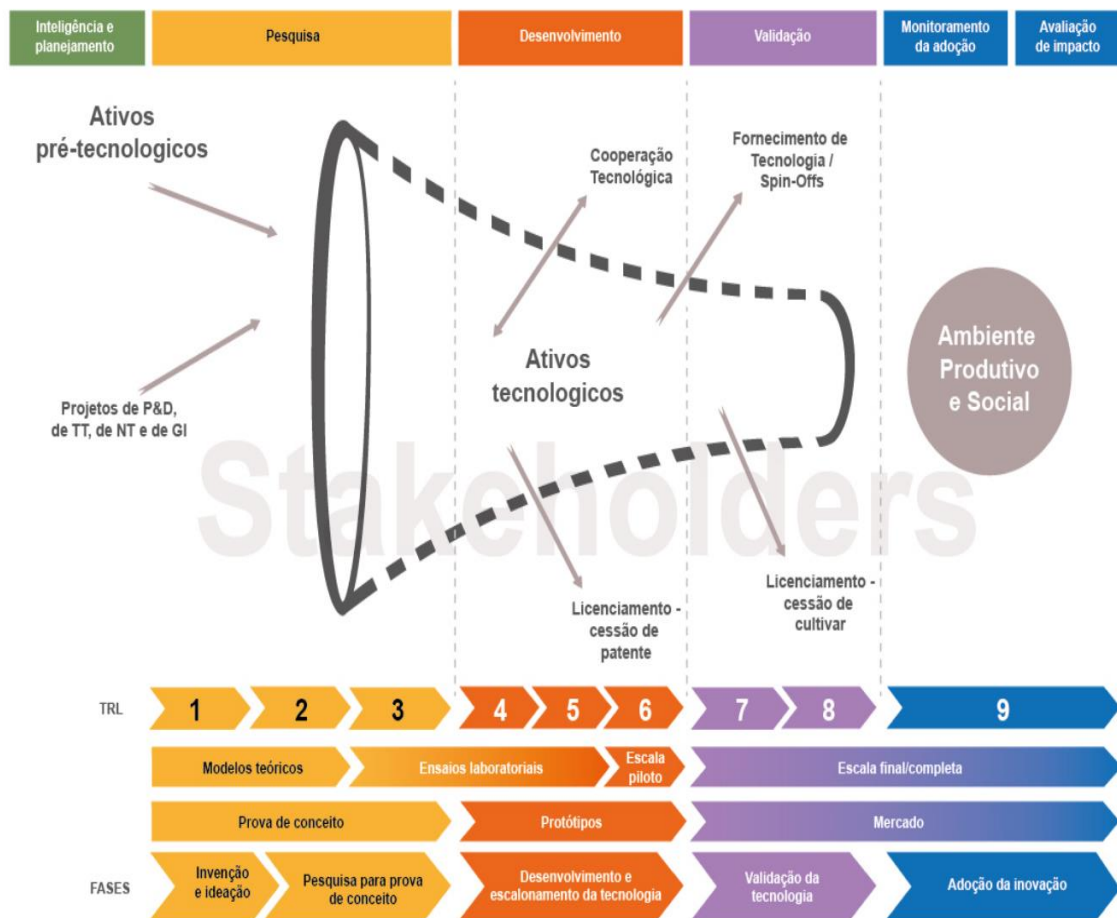 Inteligência e
planejamento
Pesquisa
Desenvolvimento
Validação
Monitoramento
da adoção
Avaliação
de impacto
Ativos
pré-tecnologicos
Cooperação
Tecnológica
Fornecimento de
Tecnologia /
Spin-Offs
Projetos de P&D,
de TT, de NT e de GI
Ativos
tecnologicos
Ambiente
Produtivo
e Social
Stakeholders
Licenciamento -
cessão de
patente
Licenciamento -
cessão de
cultivar
TRL
1
2
3
4
5
6
7
8
9
Modelos teóricos
Ensaios laboratoriais
Escala
piloto
Escala final/completa
Prova de conceito
Protótipos
Mercado
FASES
Invenção
e ideação
Pesquisa para prova
de conceito
Desenvolvimento e
escalonamento da tecnologia
Validação da
tecnologia
Adoção da inovação